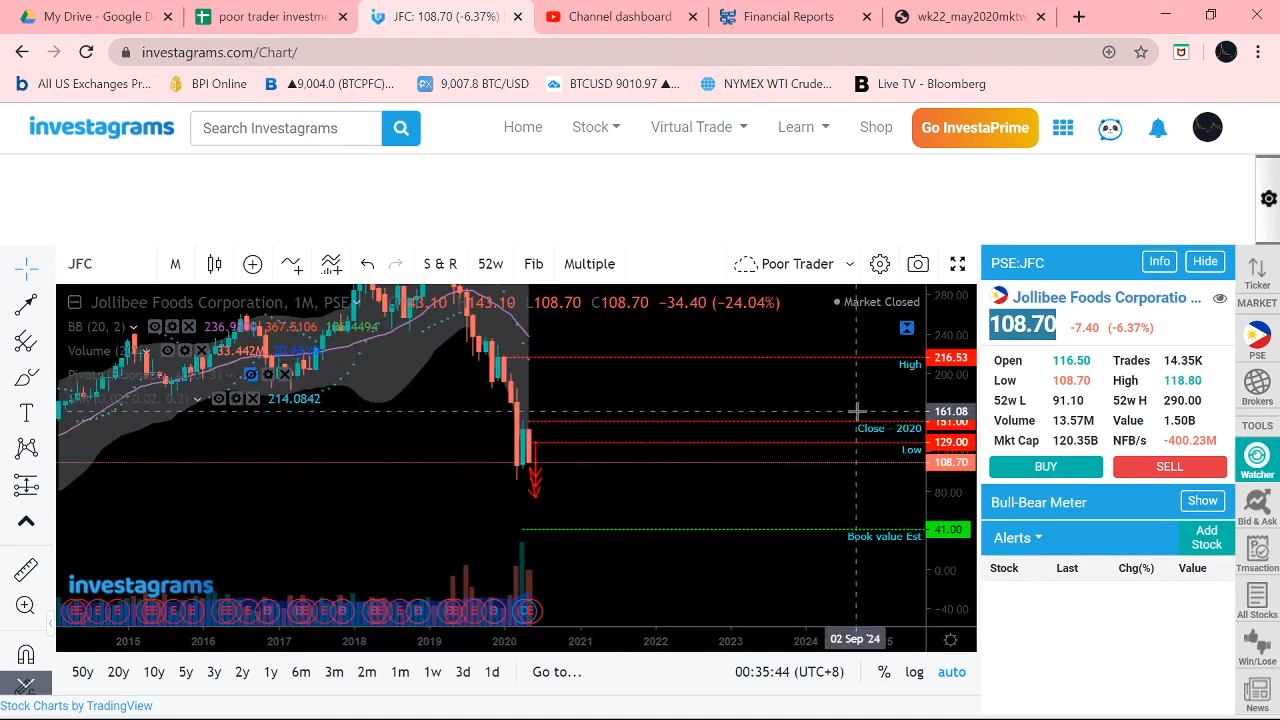 My Drive - Google D
poor trader investme
JFC: 108.70 (-6.37%)
Channel dashboard
Financial Reports
wk22_may2020mktw
investagrams.com/Chart/
All US Exchanges Pr...
BPI Online
▲9,004.0 (BTCPFC)...
9,007.8 BTC/USD
BTCUSD 9010.97 ▲...
NYMEX WTI Crude...
Live TV - Bloomberg
investagrams
Search Investagrams
Home
Stock
Virtual Trade
Learn
Shop
Go InvestaPrime
JFC
M
S & R
52w
Fib
Multiple
Poor Trader
Jollibee Foods Corporation, 1M, PSE
143.10
L108.70 C108.70 −34.40 (−24.04%)
Market Closed
BB (20, 2)
367.5106
Volume (20)
33.442M
214.0842
280.00
240.00
216.53
High
200.00
161.08
151.00
Close - 2020
129.00
Low
108.70
80.00
41.00
Book value Est
0.00
−40.00
investagrams
2015
2016
2017
2018
2019
2020
2021
2022
2023
2024
02 Sep '24
50y
20y
10y
5y
3y
2y
1y
6m
3m
2m
1m
1w
3d
1d
Go to...
00:35:44 (UTC+8)
%
log
auto
Stock Charts by TradingView
PSE:JFC
Info
Hide
Jollibee Foods Corporatio ...
108.70 -7.40 (-6.37%)
Open 116.50 Trades 14.35K
Low 108.70 High 118.80
52w L 91.10 52w H 290.00
Volume 13.57M Value 1.50B
Mkt Cap 120.35B NFB/s -400.23M
BUY
SELL
Bull-Bear Meter
Show
Alerts
Add
Stock
Stock Last Chg(%) Value
Ticker
MARKET
PSE
Brokers
TOOLS
Watcher
Bid & Ask
Trnsaction
All Stocks
Win/Lose
News